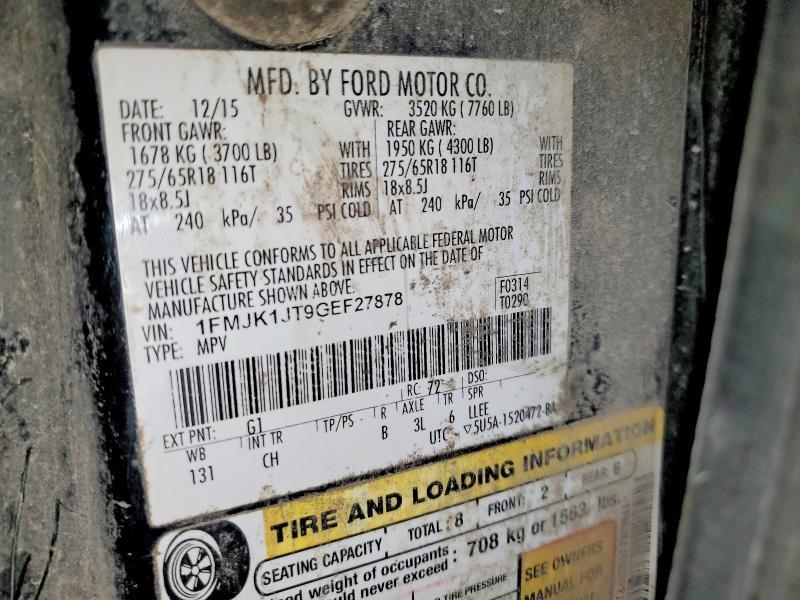 MFD. BY FORD MOTOR CO.
DATE: 12/15 GVWR: 3520 KG ( 7760 LB)
FRONT GAWR: REAR GAWR:
1678 KG ( 3700 LB) WITH 1950 KG ( 4300 LB) WITH
275/65R18 116T TIRES 275/65R18 116T TIRES
18x8.5J RIMS 18x8.5J RIMS
AT 240 kPa/ 35 PSI COLD AT 240 kPa/ 35 PSI COLD
THIS VEHICLE CONFORMS TO ALL APPLICABLE FEDERAL MOTOR
VEHICLE SAFETY STANDARDS IN EFFECT ON THE DATE OF
MANUFACTURE SHOWN ABOVE.
F0314
VIN: 1FMJK1JT9GEF27878 T0290
TYPE: MPV
EXT PNT: G1 RC: 72 DSO:
WB INT TR TP/PS R AXLE TR SPR
131 CH B 3L 6 LLEE
UTC ▽5U5A-1520472-BA
TIRE AND LOADING INFORMATION
SEATING CAPACITY TOTAL: 8 FRONT: 2 REAR: 6
weight of occupants
should never exceed : 708 kg or 1563 lbs.
TIRE PRESSURE SEE OWNERS
MANUAL FOR